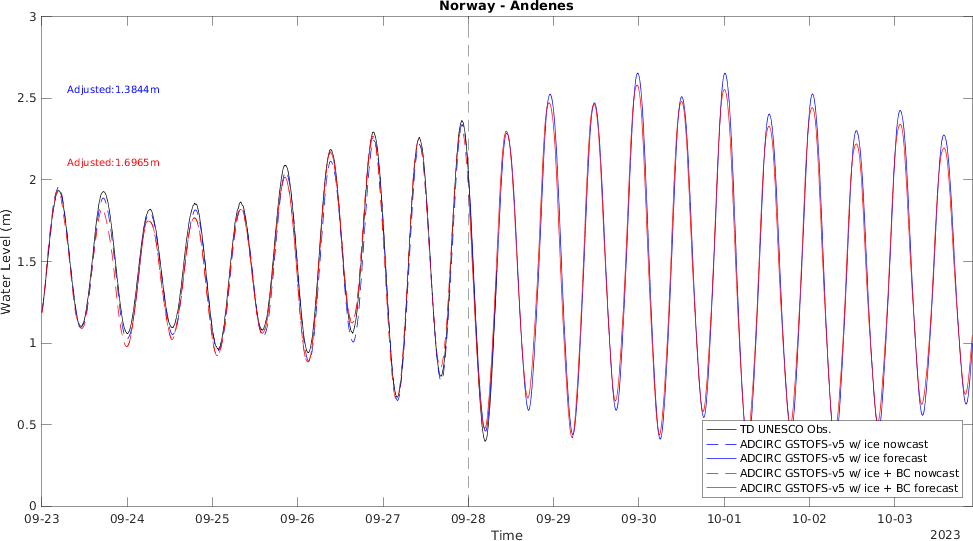 Norway - Andenes
3
2.5
2
1.5
1
0.5
0
Water Level (m)
Adjusted:1.3844m
Adjusted:1.6965m
TD UNESCO Obs.
ADCIRC GSTOFS-v5 w/ ice nowcast
ADCIRC GSTOFS-v5 w/ ice forecast
ADCIRC GSTOFS-v5 w/ ice + BC nowcast
ADCIRC GSTOFS-v5 w/ ice + BC forecast
09-23 09-24 09-25 09-26 09-27 09-28 09-29 09-30 10-01 10-02 10-03
Time
2023